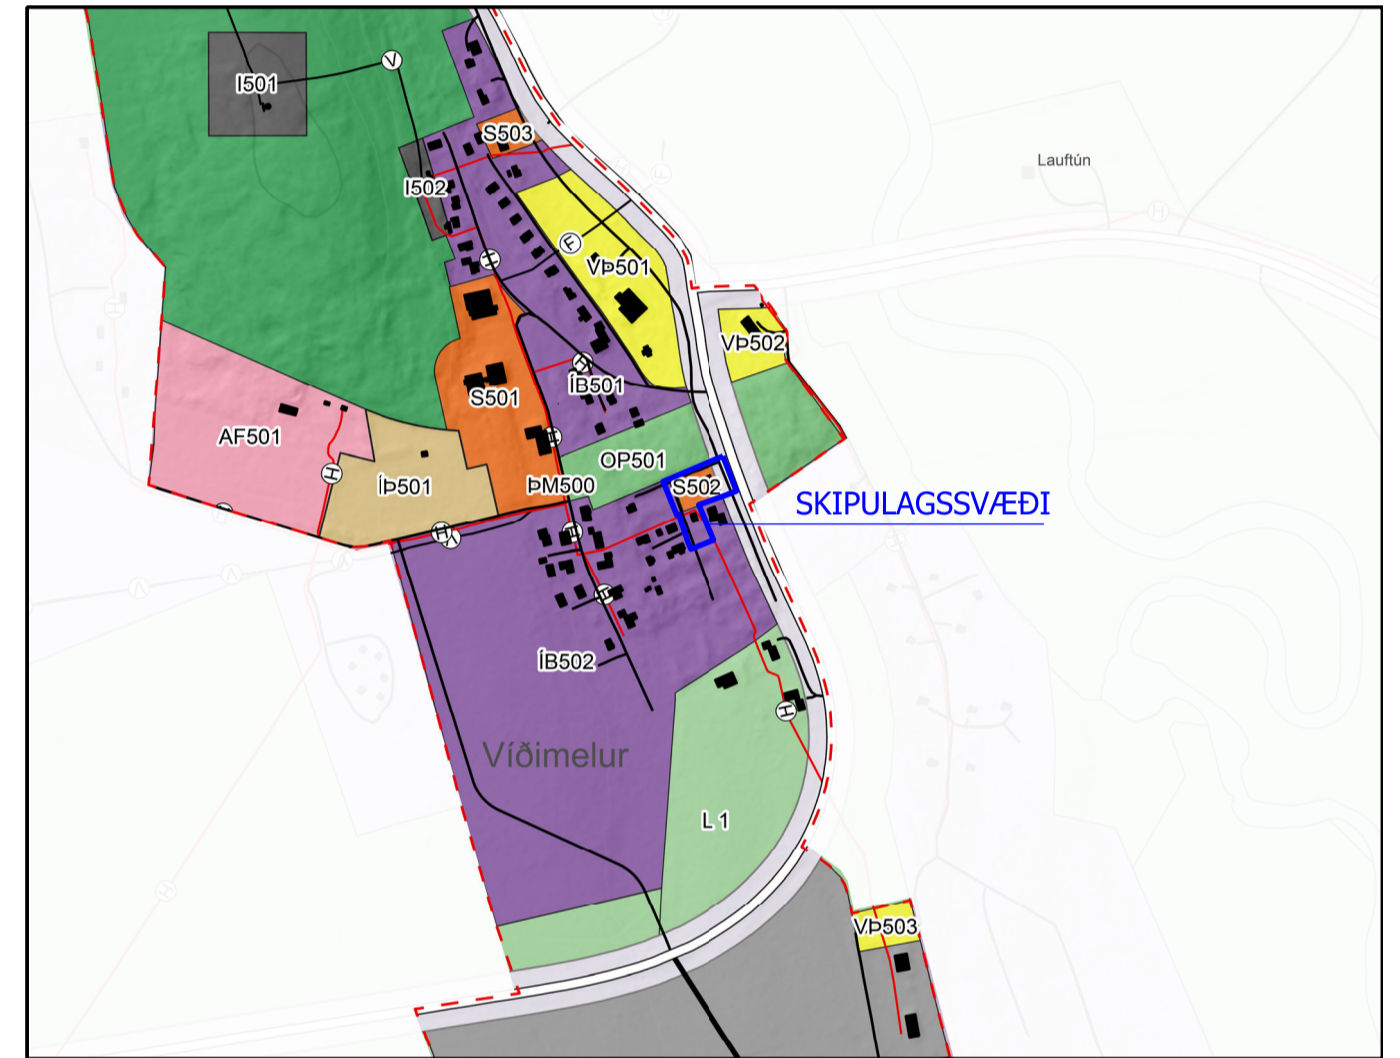 V
I501
S503
F
Lauftún
I502
H
F
VÞ501
H
H
VÞ502
H
ÍB501
S501
AF501
H
OP501
H
ÍÞ501
ÞM500
S502
SKIPULAGSSVÆÐI
H
V
H
V
V
V
H
H
ÍB502
H
Víðimelur
L 1
H
VÞ503